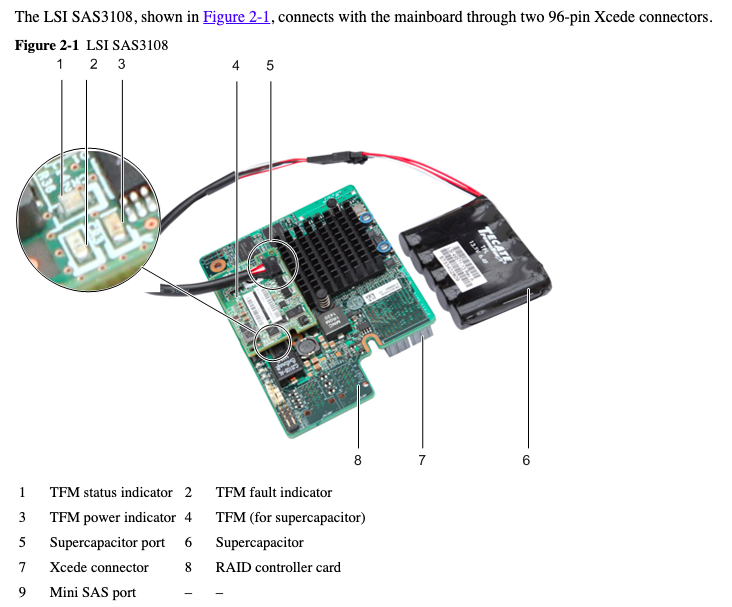 The LSI SAS3108, shown in Figure 2-1, connects with the mainboard through two 96-pin Xcede connectors.
Figure 2-1 LSI SAS3108
1 2 3 4 5
TECATE
8 7 6
1 TFM status indicator 2 TFM fault indicator
3 TFM power indicator 4 TFM (for supercapacitor)
5 Supercapacitor port 6 Supercapacitor
7 Xcede connector 8 RAID controller card
9 Mini SAS port – –